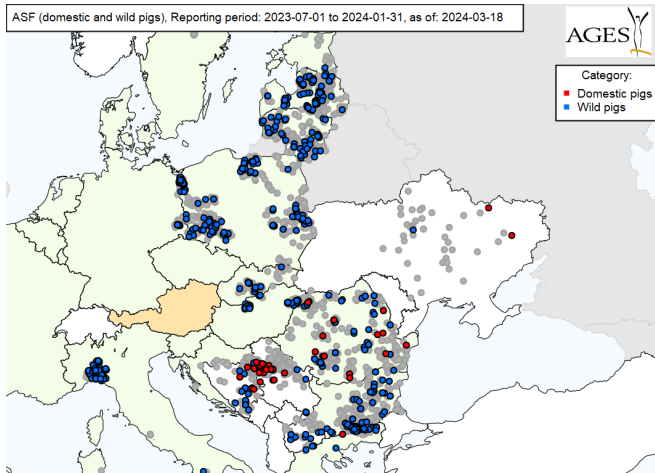 ASF (domestic and wild pigs), Reporting period: 2023-07-01 to 2024-01-31, as of: 2024-03-18
AGES
Category:
Domestic pigs
Wild pigs